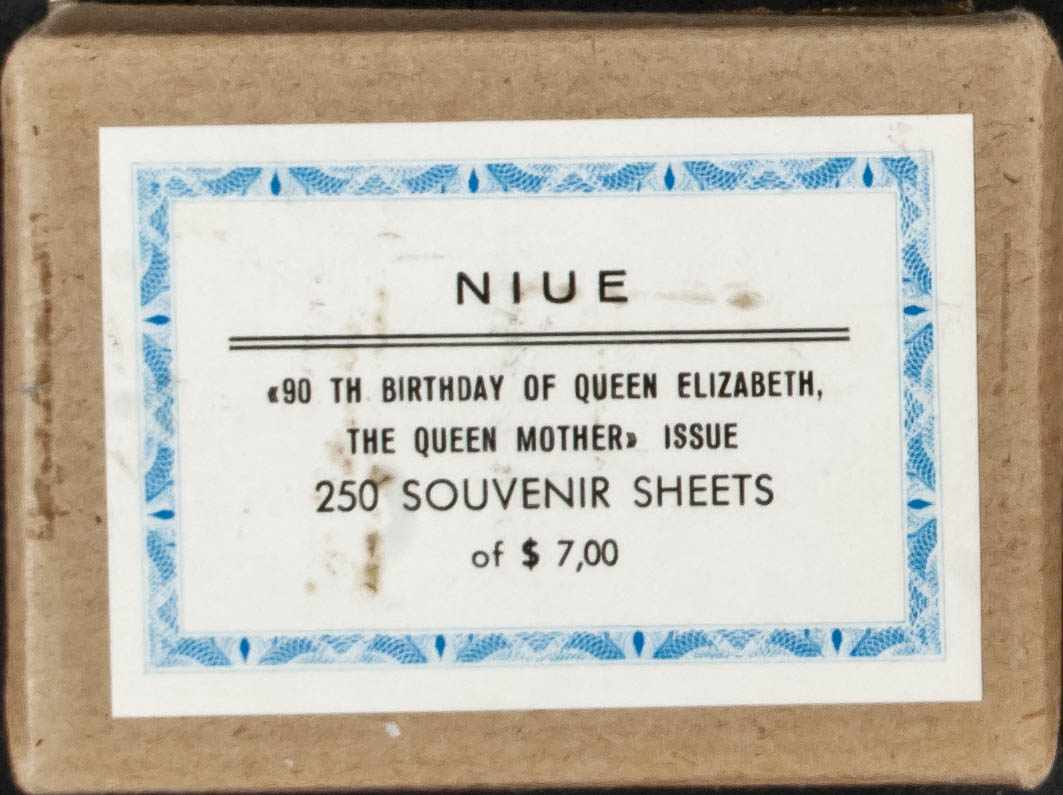 NIUE
«90 TH BIRTHDAY OF QUEEN ELIZABETH,
THE QUEEN MOTHER» ISSUE
250 SOUVENIR SHEETS
of $ 7,00